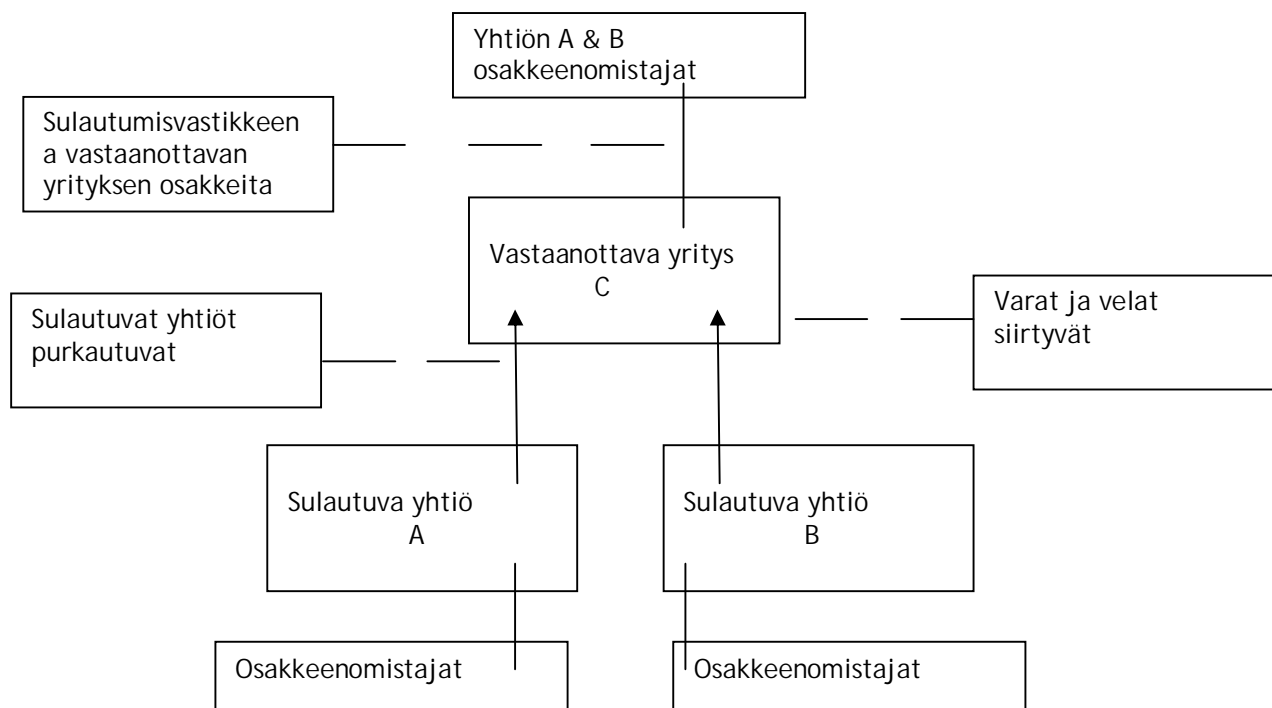 Yhtiön A & B
osakkeenomistajat
Sulautumisvastikkeen
a vastaanottavan
yrityksen osakkeita
Vastaanottava yritys
C
Sulautuvat yhtiöt
purkautuvat
Varat ja velat
siirtyvät
Sulautuva yhtiö
A
Sulautuva yhtiö
B
Osakkeenomistajat
Osakkeenomistajat